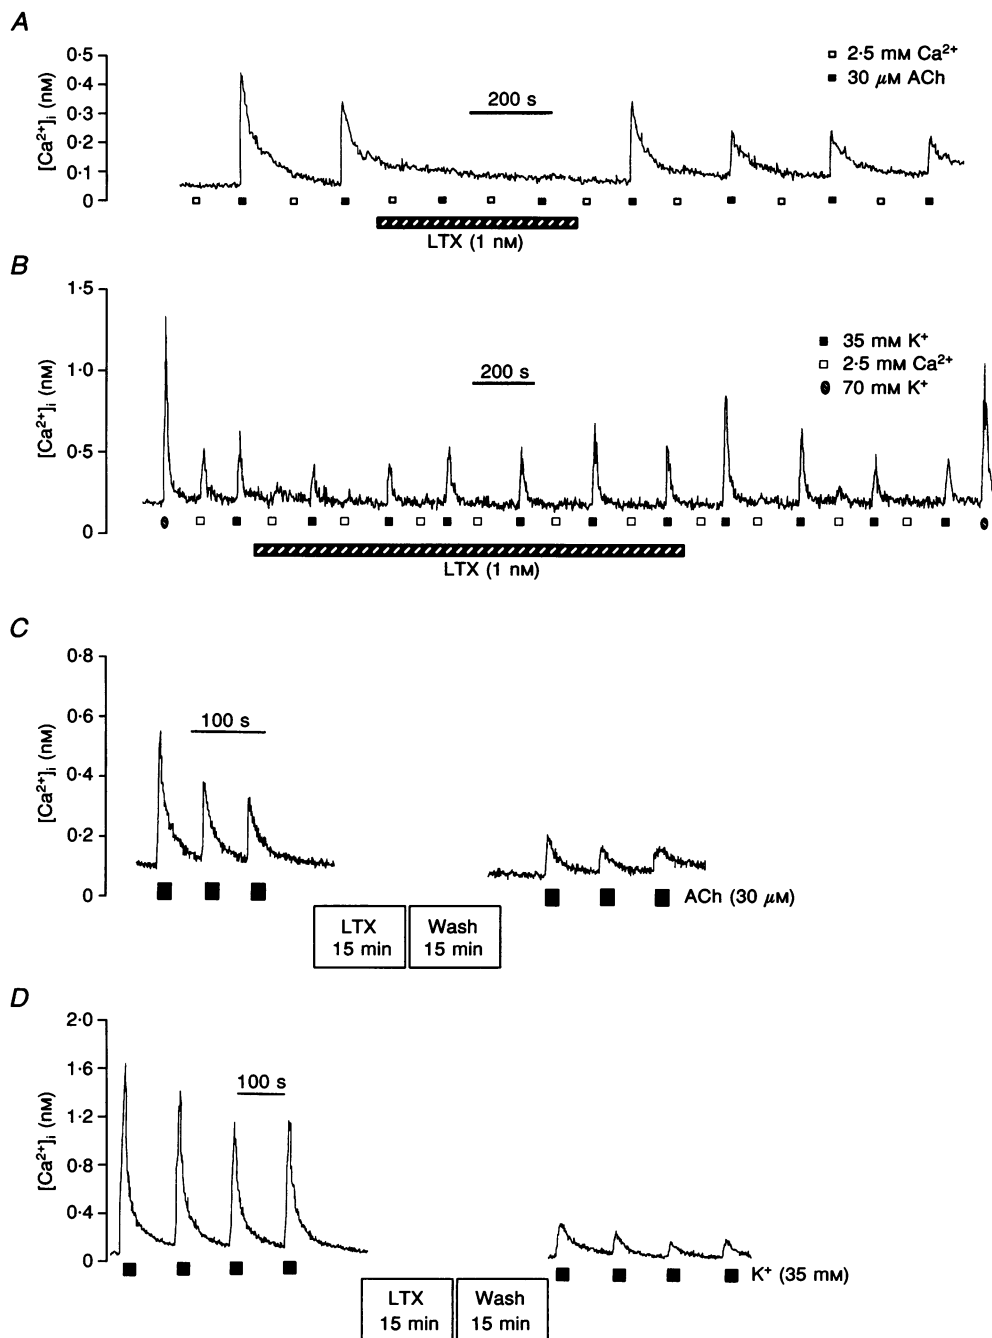 A
0·5
0·4
0·3
0·2
0·1
0
[Ca²⁺]ᵢ (nM)
200 s
2·5 mM Ca²⁺
30 μM ACh
LTX (1 nM)
B
1·5
1·0
0·5
0
[Ca²⁺]ᵢ (nM)
200 s
35 mM K⁺
2·5 mM Ca²⁺
70 mM K⁺
LTX (1 nM)
C
0·8
0·6
0·4
0·2
0
[Ca²⁺]ᵢ (nM)
100 s
ACh (30 μM)
LTX
15 min
Wash
15 min
D
2·0
1·6
1·2
0·8
0·4
0
[Ca²⁺]ᵢ (nM)
100 s
K⁺ (35 mM)
LTX
15 min
Wash
15 min